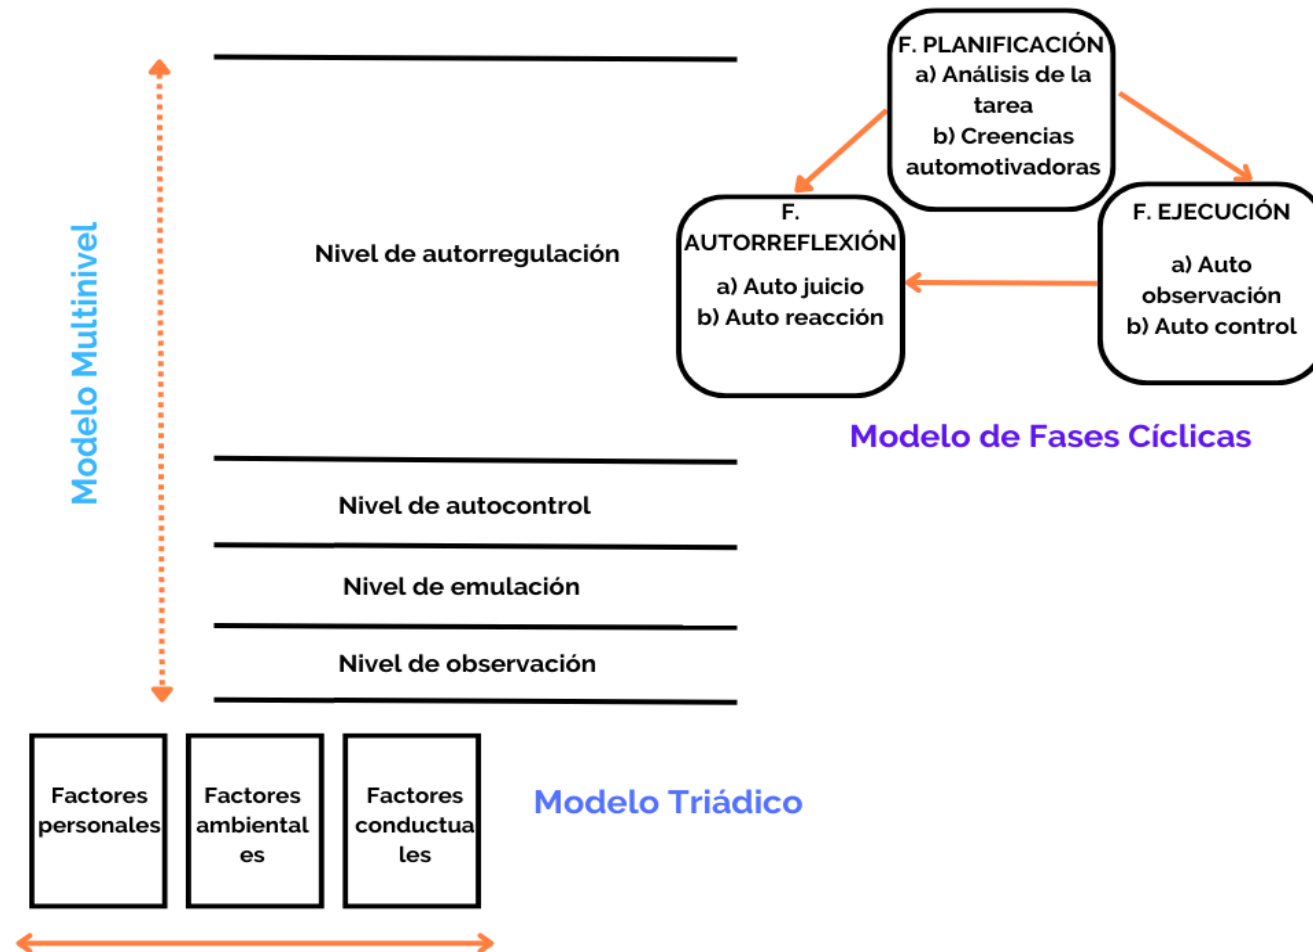 F. PLANIFICACIÓN
a) Análisis de la
tarea
b) Creencias
automotivadoras
F.
AUTORREFLEXIÓN
a) Auto juicio
b) Auto reacción
F. EJECUCIÓN
a) Auto
observación
b) Auto control
Modelo de Fases Cíclicas
Modelo Multinivel
Nivel de autorregulación
Nivel de autocontrol
Nivel de emulación
Nivel de observación
Factores
personales
Factores
ambiental
es
Factores
conductua
les
Modelo Triádico